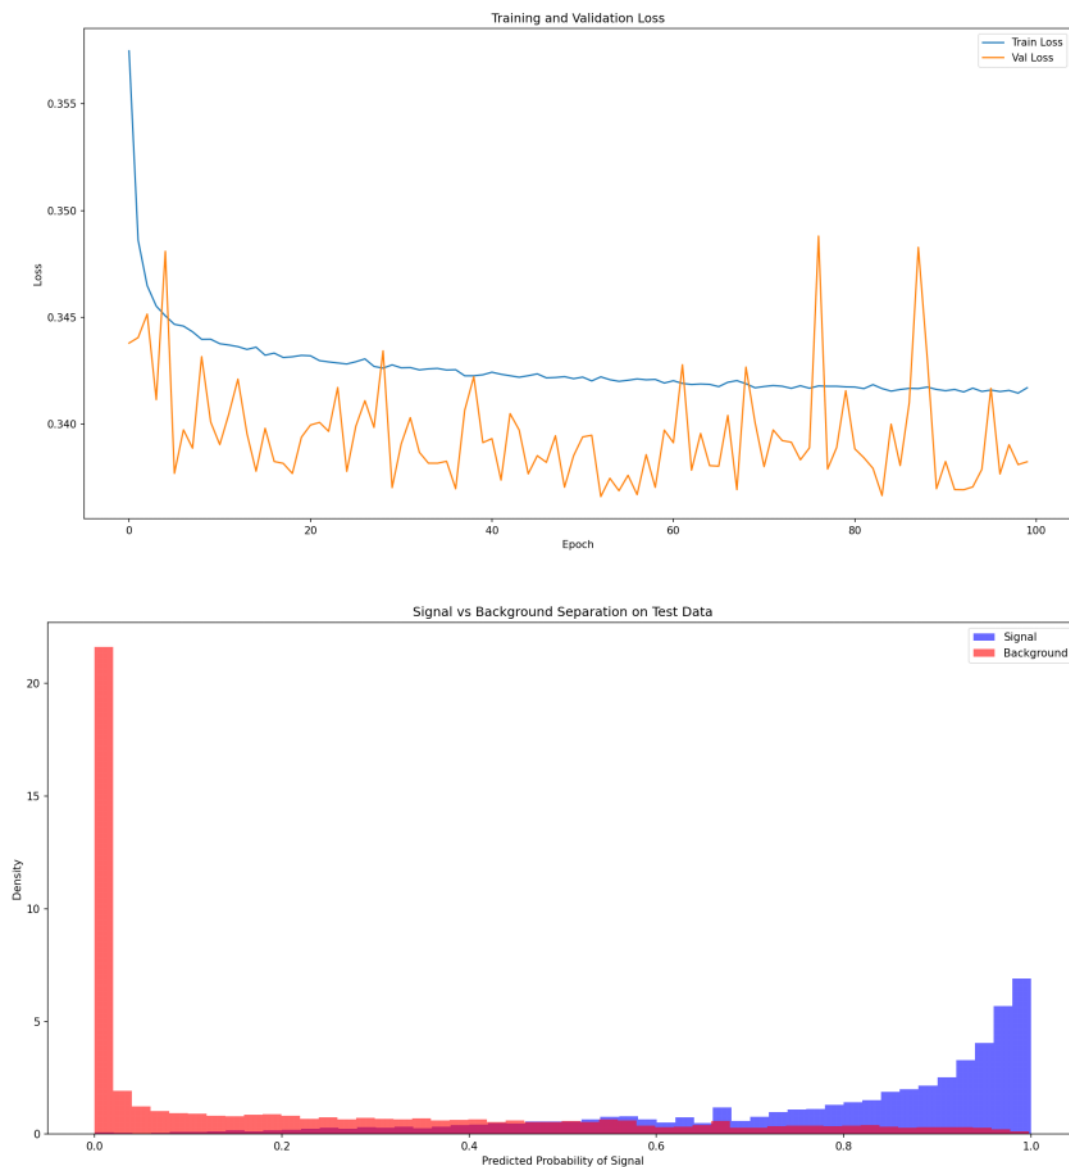 Training and Validation Loss
Train Loss
Val Loss
0.355
0.350
0.345
0.340
Loss
0
20
40
60
80
100
Epoch
Signal vs Background Separation on Test Data
Signal
Background
20
15
10
5
0
Density
0.0
0.2
0.4
0.6
0.8
1.0
Predicted Probability of Signal